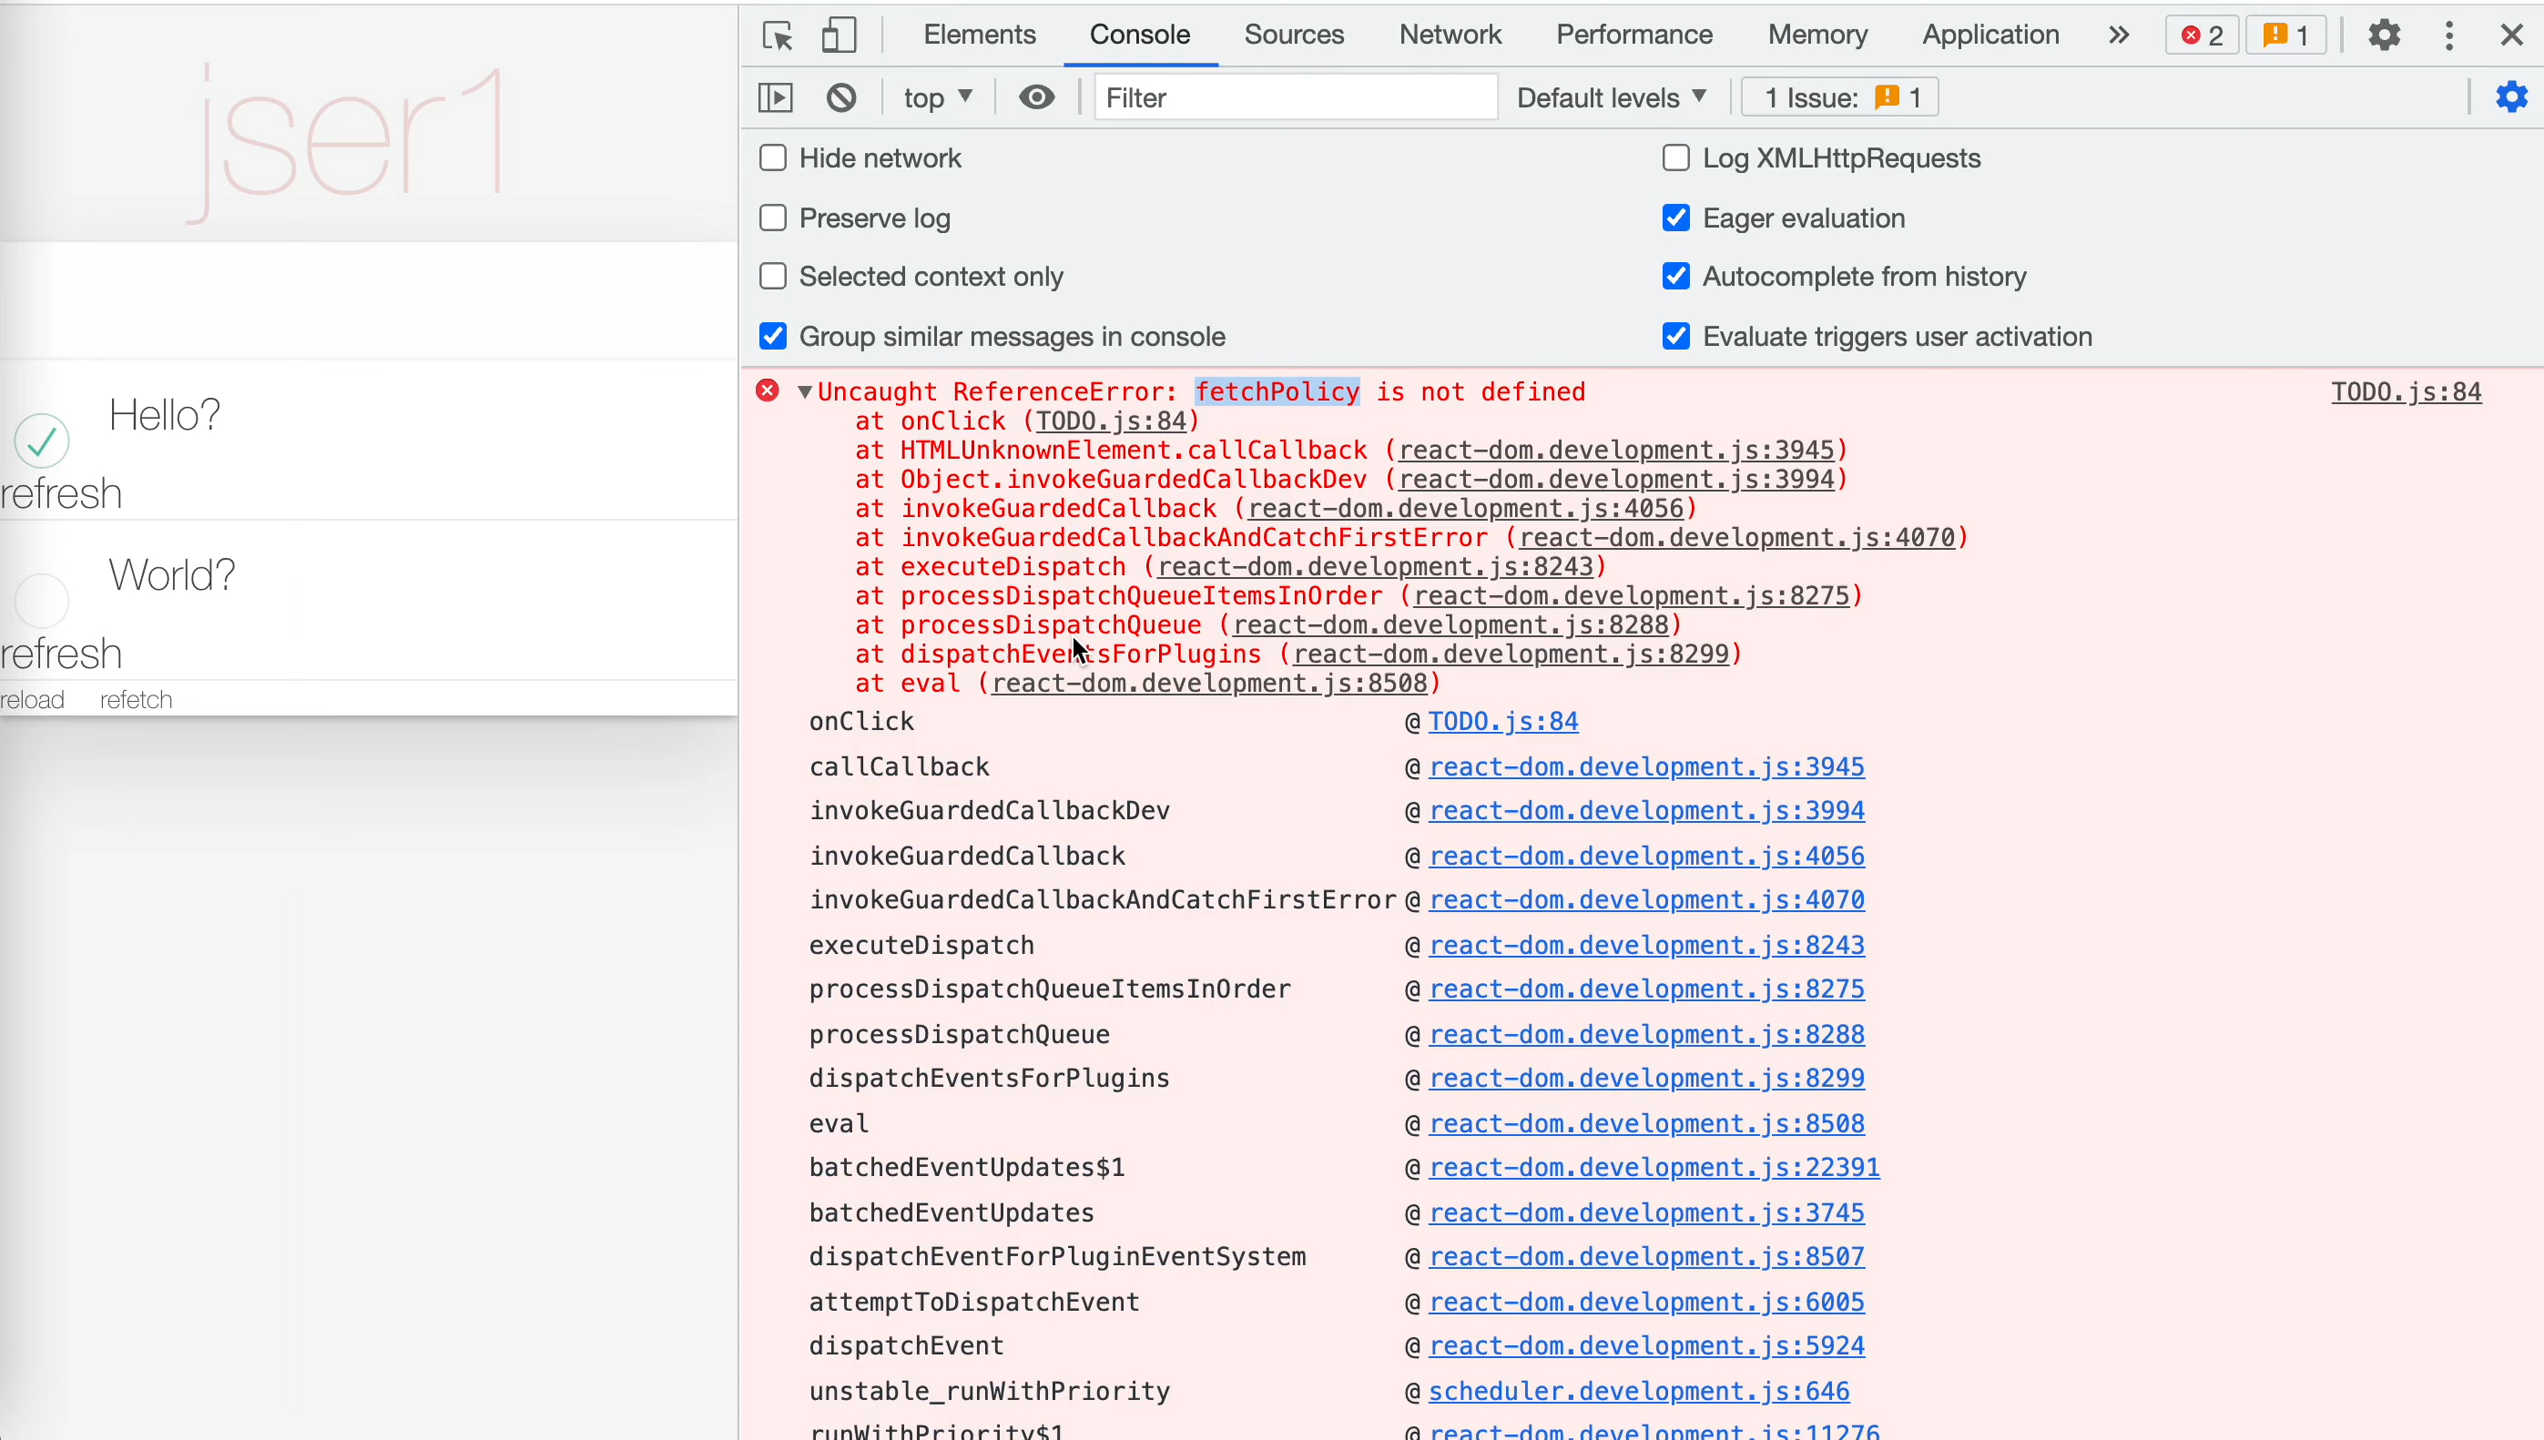 jser1
Hello?
refresh
World?
refresh
reload refetch
Elements Console Sources Network Performance Memory Application » 2 1
top ▼ Filter Default levels ▼ 1 Issue: 1
Hide network Log XMLHttpRequests
Preserve log Eager evaluation
Selected context only Autocomplete from history
Group similar messages in console Evaluate triggers user activation
▼Uncaught ReferenceError: fetchPolicy is not defined TODO.js:84
at onClick (TODO.js:84)
at HTMLUnknownElement.callCallback (react-dom.development.js:3945)
at Object.invokeGuardedCallbackDev (react-dom.development.js:3994)
at invokeGuardedCallback (react-dom.development.js:4056)
at invokeGuardedCallbackAndCatchFirstError (react-dom.development.js:4070)
at executeDispatch (react-dom.development.js:8243)
at processDispatchQueueItemsInOrder (react-dom.development.js:8275)
at processDispatchQueue (react-dom.development.js:8288)
at dispatchEventsForPlugins (react-dom.development.js:8299)
at eval (react-dom.development.js:8508)
onClick @ TODO.js:84
callCallback @ react-dom.development.js:3945
invokeGuardedCallbackDev @ react-dom.development.js:3994
invokeGuardedCallback @ react-dom.development.js:4056
invokeGuardedCallbackAndCatchFirstError @ react-dom.development.js:4070
executeDispatch @ react-dom.development.js:8243
processDispatchQueueItemsInOrder @ react-dom.development.js:8275
processDispatchQueue @ react-dom.development.js:8288
dispatchEventsForPlugins @ react-dom.development.js:8299
eval @ react-dom.development.js:8508
batchedEventUpdates$1 @ react-dom.development.js:22391
batchedEventUpdates @ react-dom.development.js:3745
dispatchEventForPluginEventSystem @ react-dom.development.js:8507
attemptToDispatchEvent @ react-dom.development.js:6005
dispatchEvent @ react-dom.development.js:5924
unstable_runWithPriority @ scheduler.development.js:646
runWithPriority$1 @ react-dom.development.js:11276